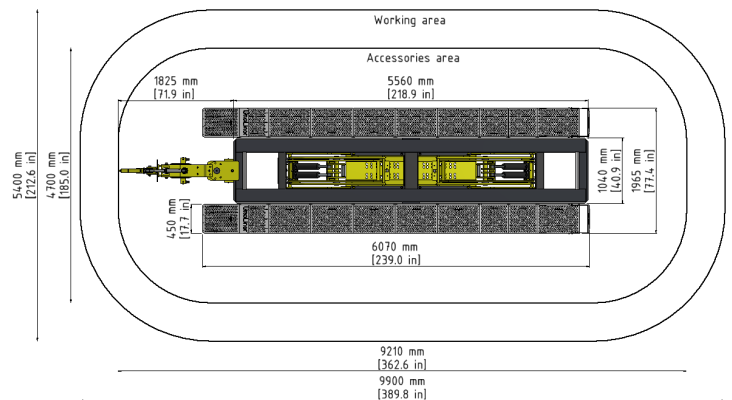 Working area
Accessories area
1825 mm
[71.9 in]
5560 mm
[218.9 in]
5400 mm
[212.6 in]
4700 mm
[185.0 in]
1040 mm
[40.9 in]
1965 mm
[77.4 in]
450 mm
[17.7 in]
6070 mm
[239.0 in]
9210 mm
[362.6 in]
9900 mm
[389.8 in]